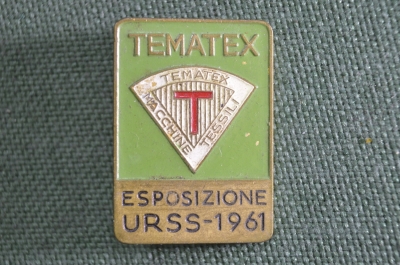 TEMATEX
TEMATEX
MACCHINE
T
TESSILI
ESPOSIZIONE
URSS-1961